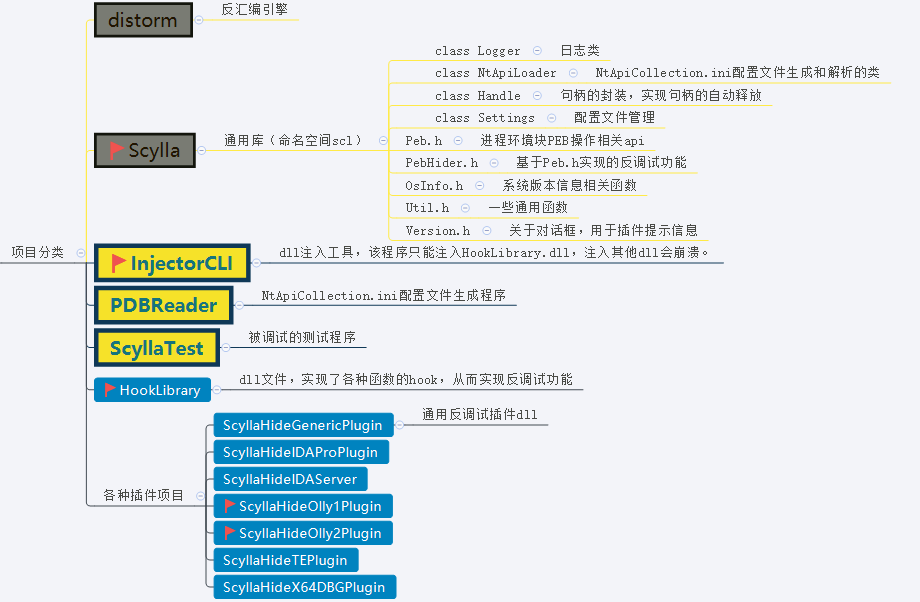 项目分类
distorm
反汇编引擎
Scylla
通用库（命名空间scl）
class Logger 日志类
class NtApiLoader NtApiCollection.ini配置文件生成和解析的类
class Handle 句柄的封装，实现句柄的自动释放
class Settings 配置文件管理
Peb.h 进程环境块PEB操作相关api
PebHider.h 基于Peb.h实现的反调试功能
OsInfo.h 系统版本信息相关函数
Util.h 一些通用函数
Version.h 关于对话框，用于插件提示信息
InjectorCLI
dll注入工具，该程序只能注入HookLibrary.dll，注入其他dll会崩溃。
PDBReader
NtApiCollection.ini配置文件生成程序
ScyllaTest
被调试的测试程序
HookLibrary
dll文件，实现了各种函数的hook，从而实现反调试功能
各种插件项目
ScyllaHideGenericPlugin
通用反调试插件dll
ScyllaHideIDAProPlugin
ScyllaHideIDAServer
ScyllaHideOlly1Plugin
ScyllaHideOlly2Plugin
ScyllaHideTEPlugin
ScyllaHideX64DBGPlugin